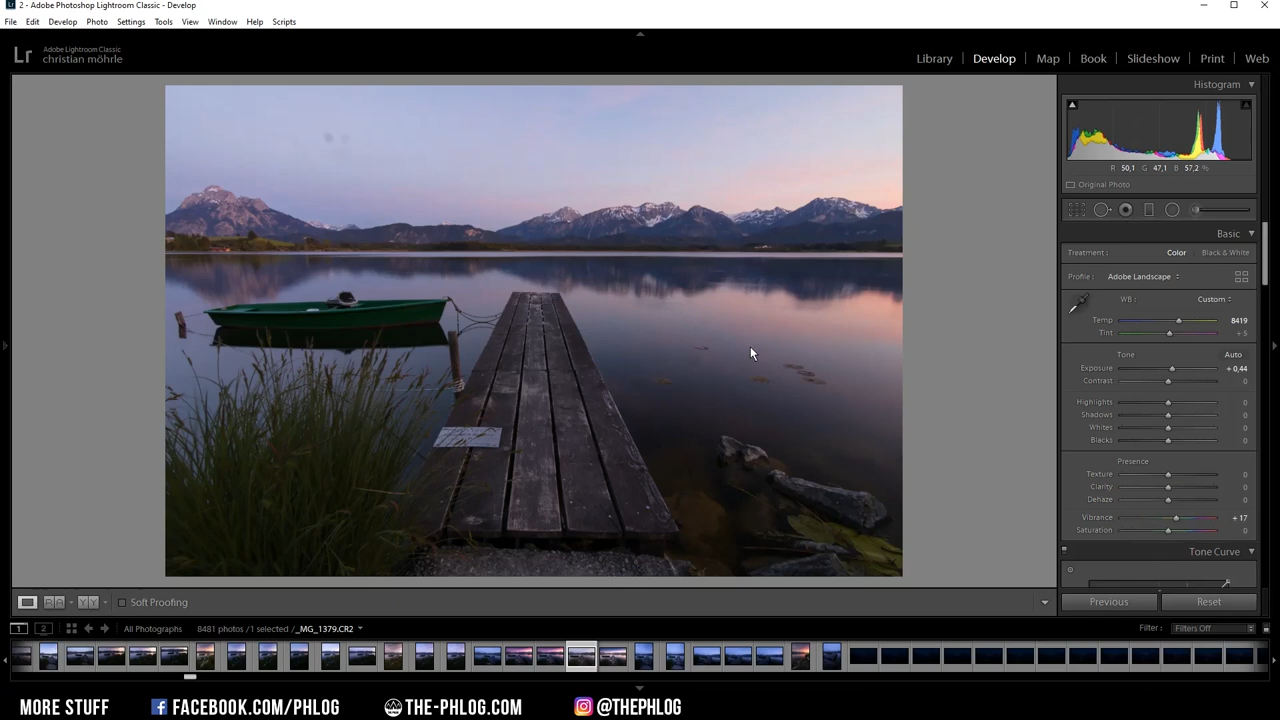 2 - Adobe Photoshop Lightroom Classic - Develop
File Edit Develop Photo Settings Tools View Window Help Scripts
Lr Adobe Lightroom Classic
christian möhrle
Library | Develop | Map | Book | Slideshow | Print | Web
Histogram
R 50,1 G 47,1 B 57,2 %
Original Photo
Basic
Treatment : Color Black & White
Profile : Adobe Landscape
WB : Custom
Temp 8419
Tint + 5
Tone Auto
Exposure + 0,44
Contrast 0
Highlights 0
Shadows 0
Whites 0
Blacks 0
Presence
Texture 0
Clarity 0
Dehaze 0
Vibrance + 17
Saturation 0
Tone Curve
Soft Proofing
Previous Reset
1 2 All Photographs 8481 photos / 1 selected / _MG_1379.CR2 Filter : Filters Off
MORE STUFF FACEBOOK.COM/PHLOG THE-PHLOG.COM @THEPHLOG